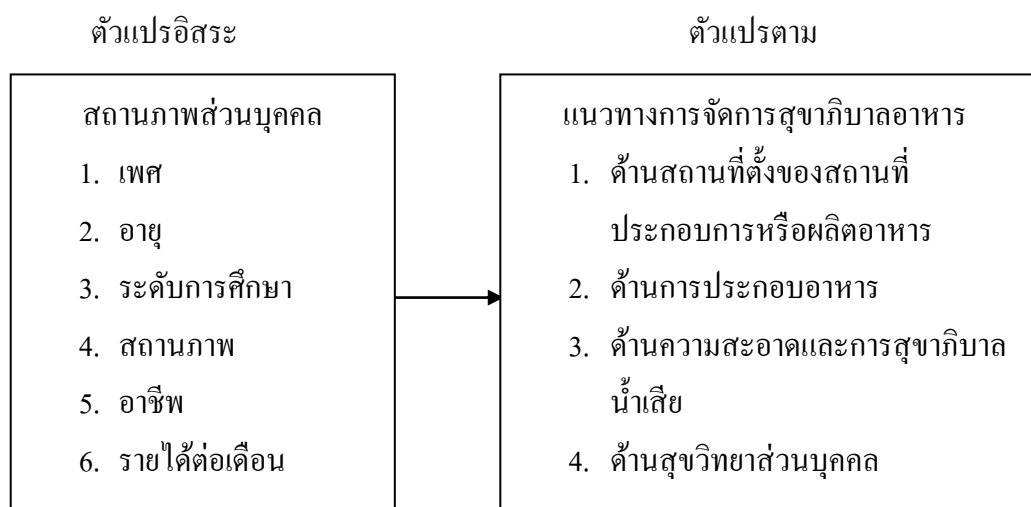 ตัวแปรอิสระ
ตัวแปรตาม
สถานภาพส่วนบุคคล
1. เพศ
2. อายุ
3. ระดับการศึกษา
4. สถานภาพ
5. อาชีพ
6. รายได้ต่อเดือน
แนวทางการจัดการสุขาภิบาลอาหาร
1. ด้านสถานที่ตั้งของสถานที่
ประกอบการหรือผลิตอาหาร
2. ด้านการประกอบอาหาร
3. ด้านความสะอาดและการสุขาภิบาล
น้ำเสีย
4. ด้านสุขวิทยาส่วนบุคคล